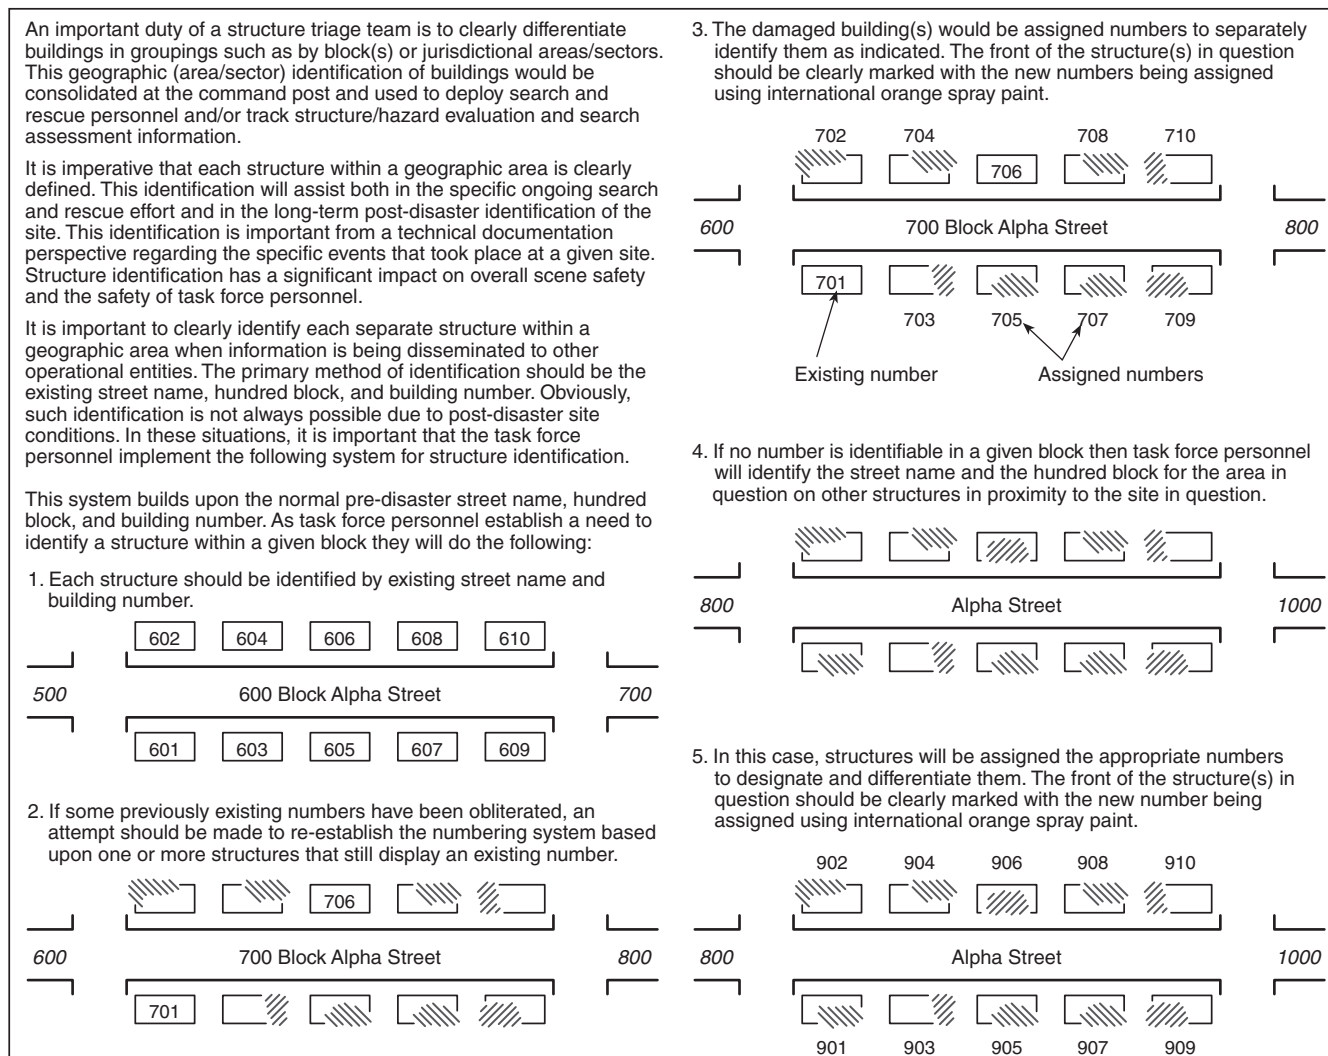 An important duty of a structure triage team is to clearly differentiate
buildings in groupings such as by block(s) or jurisdictional areas/sectors.
This geographic (area/sector) identification of buildings would be
consolidated at the command post and used to deploy search and
rescue personnel and/or track structure/hazard evaluation and search
assessment information.
It is imperative that each structure within a geographic area is clearly
defined. This identification will assist both in the specific ongoing search
and rescue effort and in the long-term post-disaster identification of the
site. This identification is important from a technical documentation
perspective regarding the specific events that took place at a given site.
Structure identification has a significant impact on overall scene safety
and the safety of task force personnel.
It is important to clearly identify each separate structure within a
geographic area when information is being disseminated to other
operational entities. The primary method of identification should be the
existing street name, hundred block, and building number. Obviously,
such identification is not always possible due to post-disaster site
conditions. In these situations, it is important that the task force
personnel implement the following system for structure identification.
This system builds upon the normal pre-disaster street name, hundred
block, and building number. As task force personnel establish a need to
identify a structure within a given block they will do the following:
1. Each structure should be identified by existing street name and
building number.
602 604 606 608 610
500 600 Block Alpha Street 700
601 603 605 607 609
2. If some previously existing numbers have been obliterated, an
attempt should be made to re-establish the numbering system based
upon one or more structures that still display an existing number.
706
600 700 Block Alpha Street 800
701
3. The damaged building(s) would be assigned numbers to separately
identify them as indicated. The front of the structure(s) in question
should be clearly marked with the new numbers being assigned
using international orange spray paint.
702 704 706 708 710
600 700 Block Alpha Street 800
701 703 705 707 709
Existing number Assigned numbers
4. If no number is identifiable in a given block then task force personnel
will identify the street name and the hundred block for the area in
question on other structures in proximity to the site in question.
800 Alpha Street 1000
5. In this case, structures will be assigned the appropriate numbers
to designate and differentiate them. The front of the structure(s) in
question should be clearly marked with the new number being
assigned using international orange spray paint.
902 904 906 908 910
800 Alpha Street 1000
901 903 905 907 909